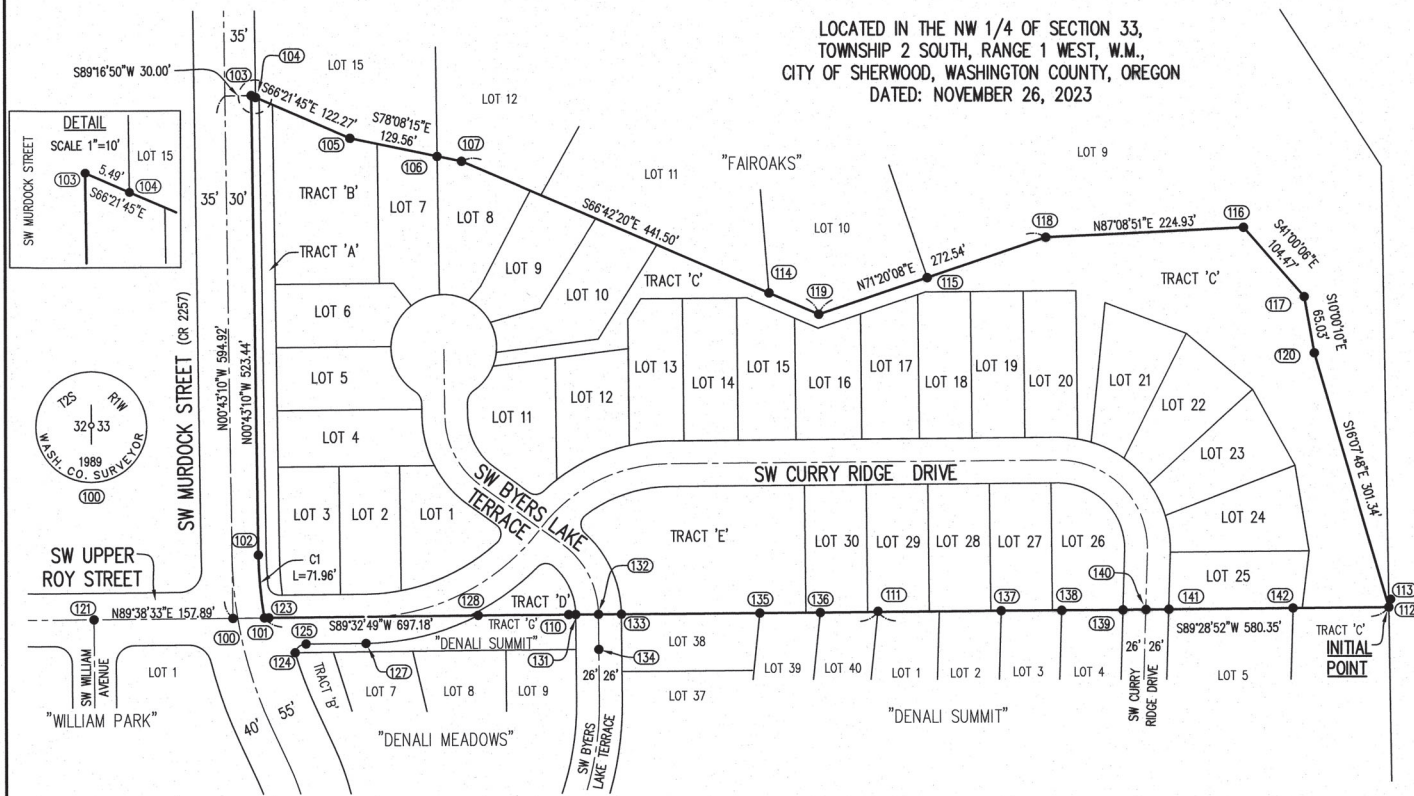 LOCATED IN THE NW 1/4 OF SECTION 33,
TOWNSHIP 2 SOUTH, RANGE 1 WEST, W.M.,
CITY OF SHERWOOD, WASHINGTON COUNTY, OREGON
DATED: NOVEMBER 26, 2023
35'
S89°16'50"W 30.00'
103
104
LOT 15
S66°21'45"E 122.27'
105
S78°08'15"E
129.56'
106
107
LOT 12
DETAIL
SCALE 1"=10'
SW MURDOCK STREET
LOT 15
103
5.49'
104
S66°21'45"E
35'
30'
TRACT 'B'
TRACT 'A'
LOT 7
LOT 8
S66°42'20"E 441.50'
LOT 11
"FAIROAKS"
LOT 10
LOT 9
114
119
N71°20'08"E
272.54'
115
118
N87°08'51"E 224.93'
116
S41°00'06"E
104.47'
117
S10°00'10"E
65.03'
120
TRACT 'C'
S16°07'48"E 301.34'
LOT 9
LOT 10
TRACT 'C'
LOT 6
LOT 5
LOT 4
LOT 3
LOT 2
LOT 1
LOT 11
LOT 12
LOT 13
LOT 14
LOT 15
LOT 16
LOT 17
LOT 18
LOT 19
LOT 20
LOT 21
LOT 22
LOT 23
LOT 24
LOT 25
N00°43'10"W 594.92'
N00°43'10"W 523.44'
SW MURDOCK STREET (CR 2257)
T2S
R1W
32
33
1989
WASH. CO. SURVEYOR
100
SW CURRY RIDGE DRIVE
SW BYERS LAKE
TERRACE
TRACT 'E'
LOT 30
LOT 29
LOT 28
LOT 27
LOT 26
102
C1
L=71.96'
SW UPPER
ROY STREET
121
N89°38'33"E 157.89'
100
101
123
128
S89°32'49"W 697.18'
TRACT 'D'
TRACT 'C'
110
132
133
135
136
111
137
138
139
140
141
142
113
112
S89°28'52"W 580.35'
TRACT 'C'
INITIAL
POINT
125
124
127
"DENALI SUMMIT"
131
134
26'
26'
SW WILLIAM
AVENUE
LOT 1
"WILLIAM PARK"
40'
55'
TRACT 'B'
LOT 7
LOT 8
LOT 9
"DENALI MEADOWS"
SW BYERS
LAKE TERRACE
LOT 38
LOT 37
LOT 39
LOT 40
LOT 1
LOT 2
LOT 3
LOT 4
26'
26'
SW CURRY
RIDGE DRIVE
LOT 5
"DENALI SUMMIT"